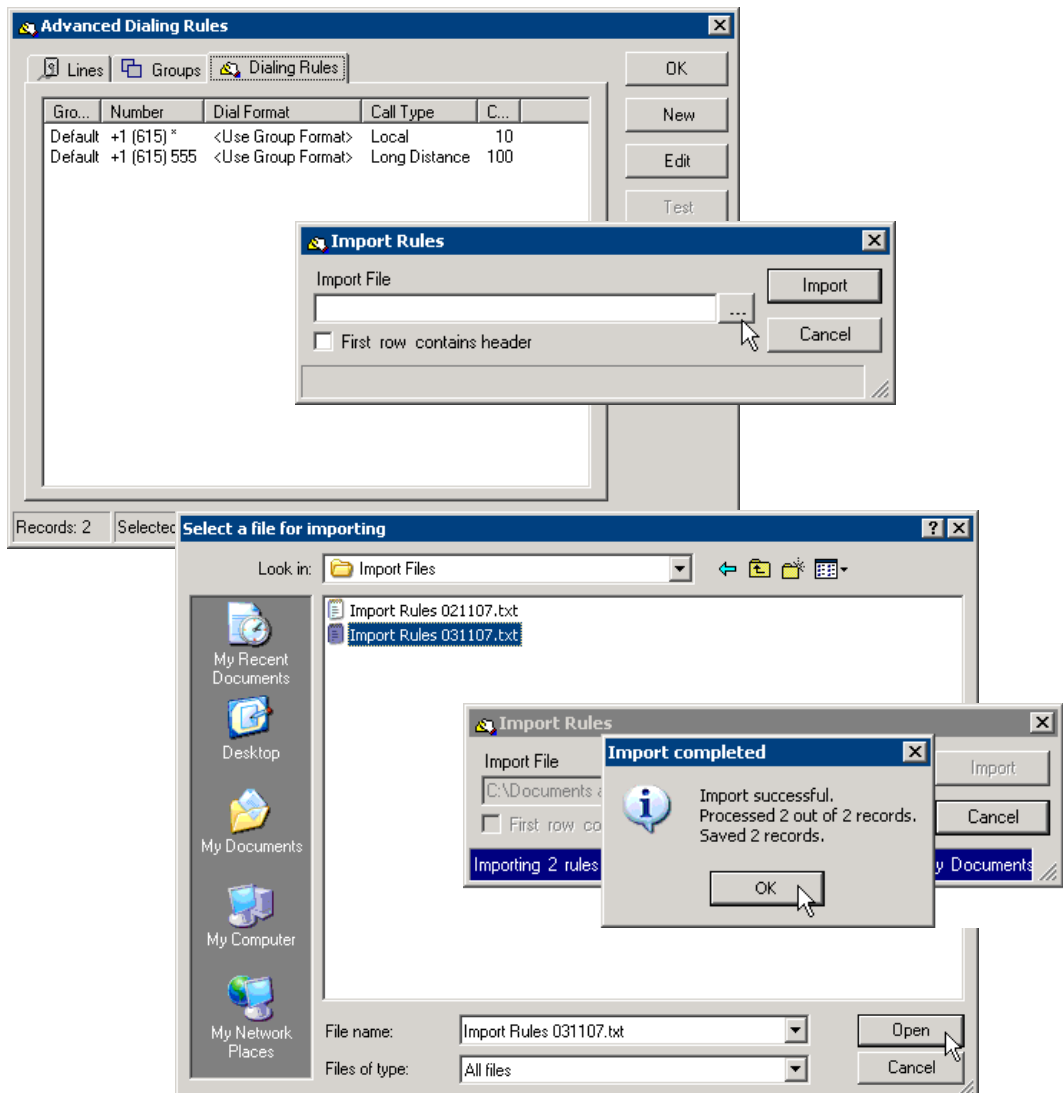 Advanced Dialing Rules
Lines Groups Dialing Rules
OK
New
Edit
Test
Gro... Number Dial Format Call Type C...
Default +1 (615) * <Use Group Format> Local 10
Default +1 (615) 555 <Use Group Format> Long Distance 100
Import Rules
Import File
...
Import
Cancel
First row contains header
Records: 2 Selected
Select a file for importing
Look in: Import Files
Import Rules 021107.txt
Import Rules 031107.txt
My Recent
Documents
Desktop
My Documents
My Computer
My Network
Places
Import Rules
Import File
C:\Documents a
First row co
Import
Cancel
Importing 2 rules
y Documents
Import completed
Import successful.
Processed 2 out of 2 records.
Saved 2 records.
OK
File name: Import Rules 031107.txt
Open
Files of type: All files
Cancel